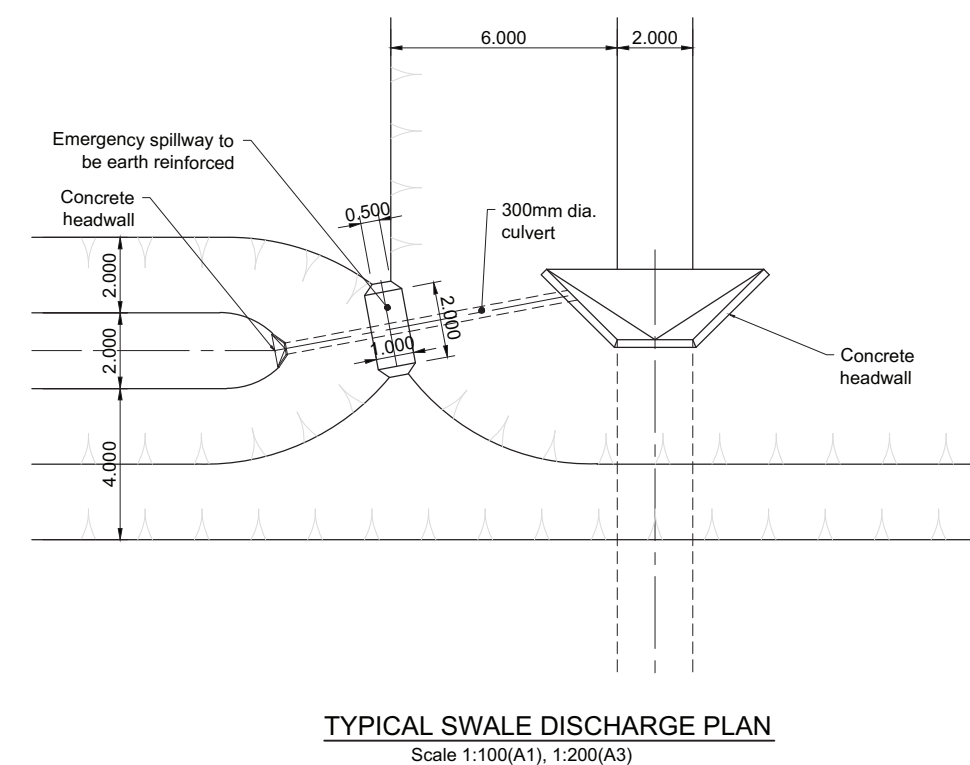 6.000
2.000
Emergency spillway to
be earth reinforced
Concrete
headwall
0.500
300mm dia.
culvert
2.000
2.000
2.000
1.000
Concrete
headwall
4.000
TYPICAL SWALE DISCHARGE PLAN
Scale 1:100(A1), 1:200(A3)